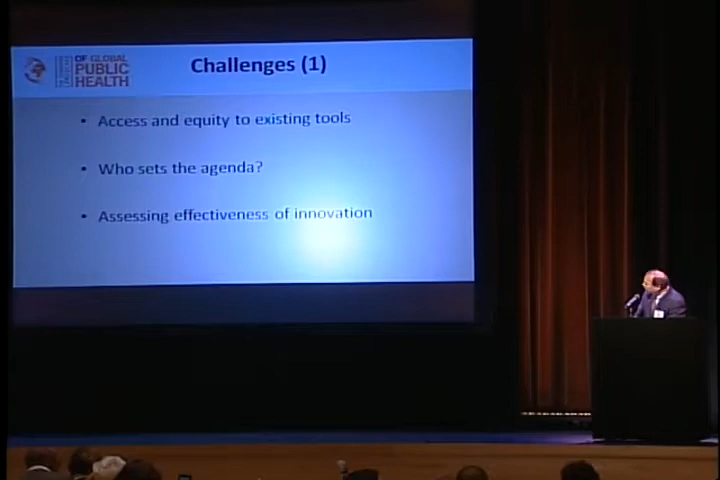 Challenges (1)
OF GLOBAL
PUBLIC
HEALTH
• Access and equity to existing tools
• Who sets the agenda?
• Assessing effectiveness of innovation